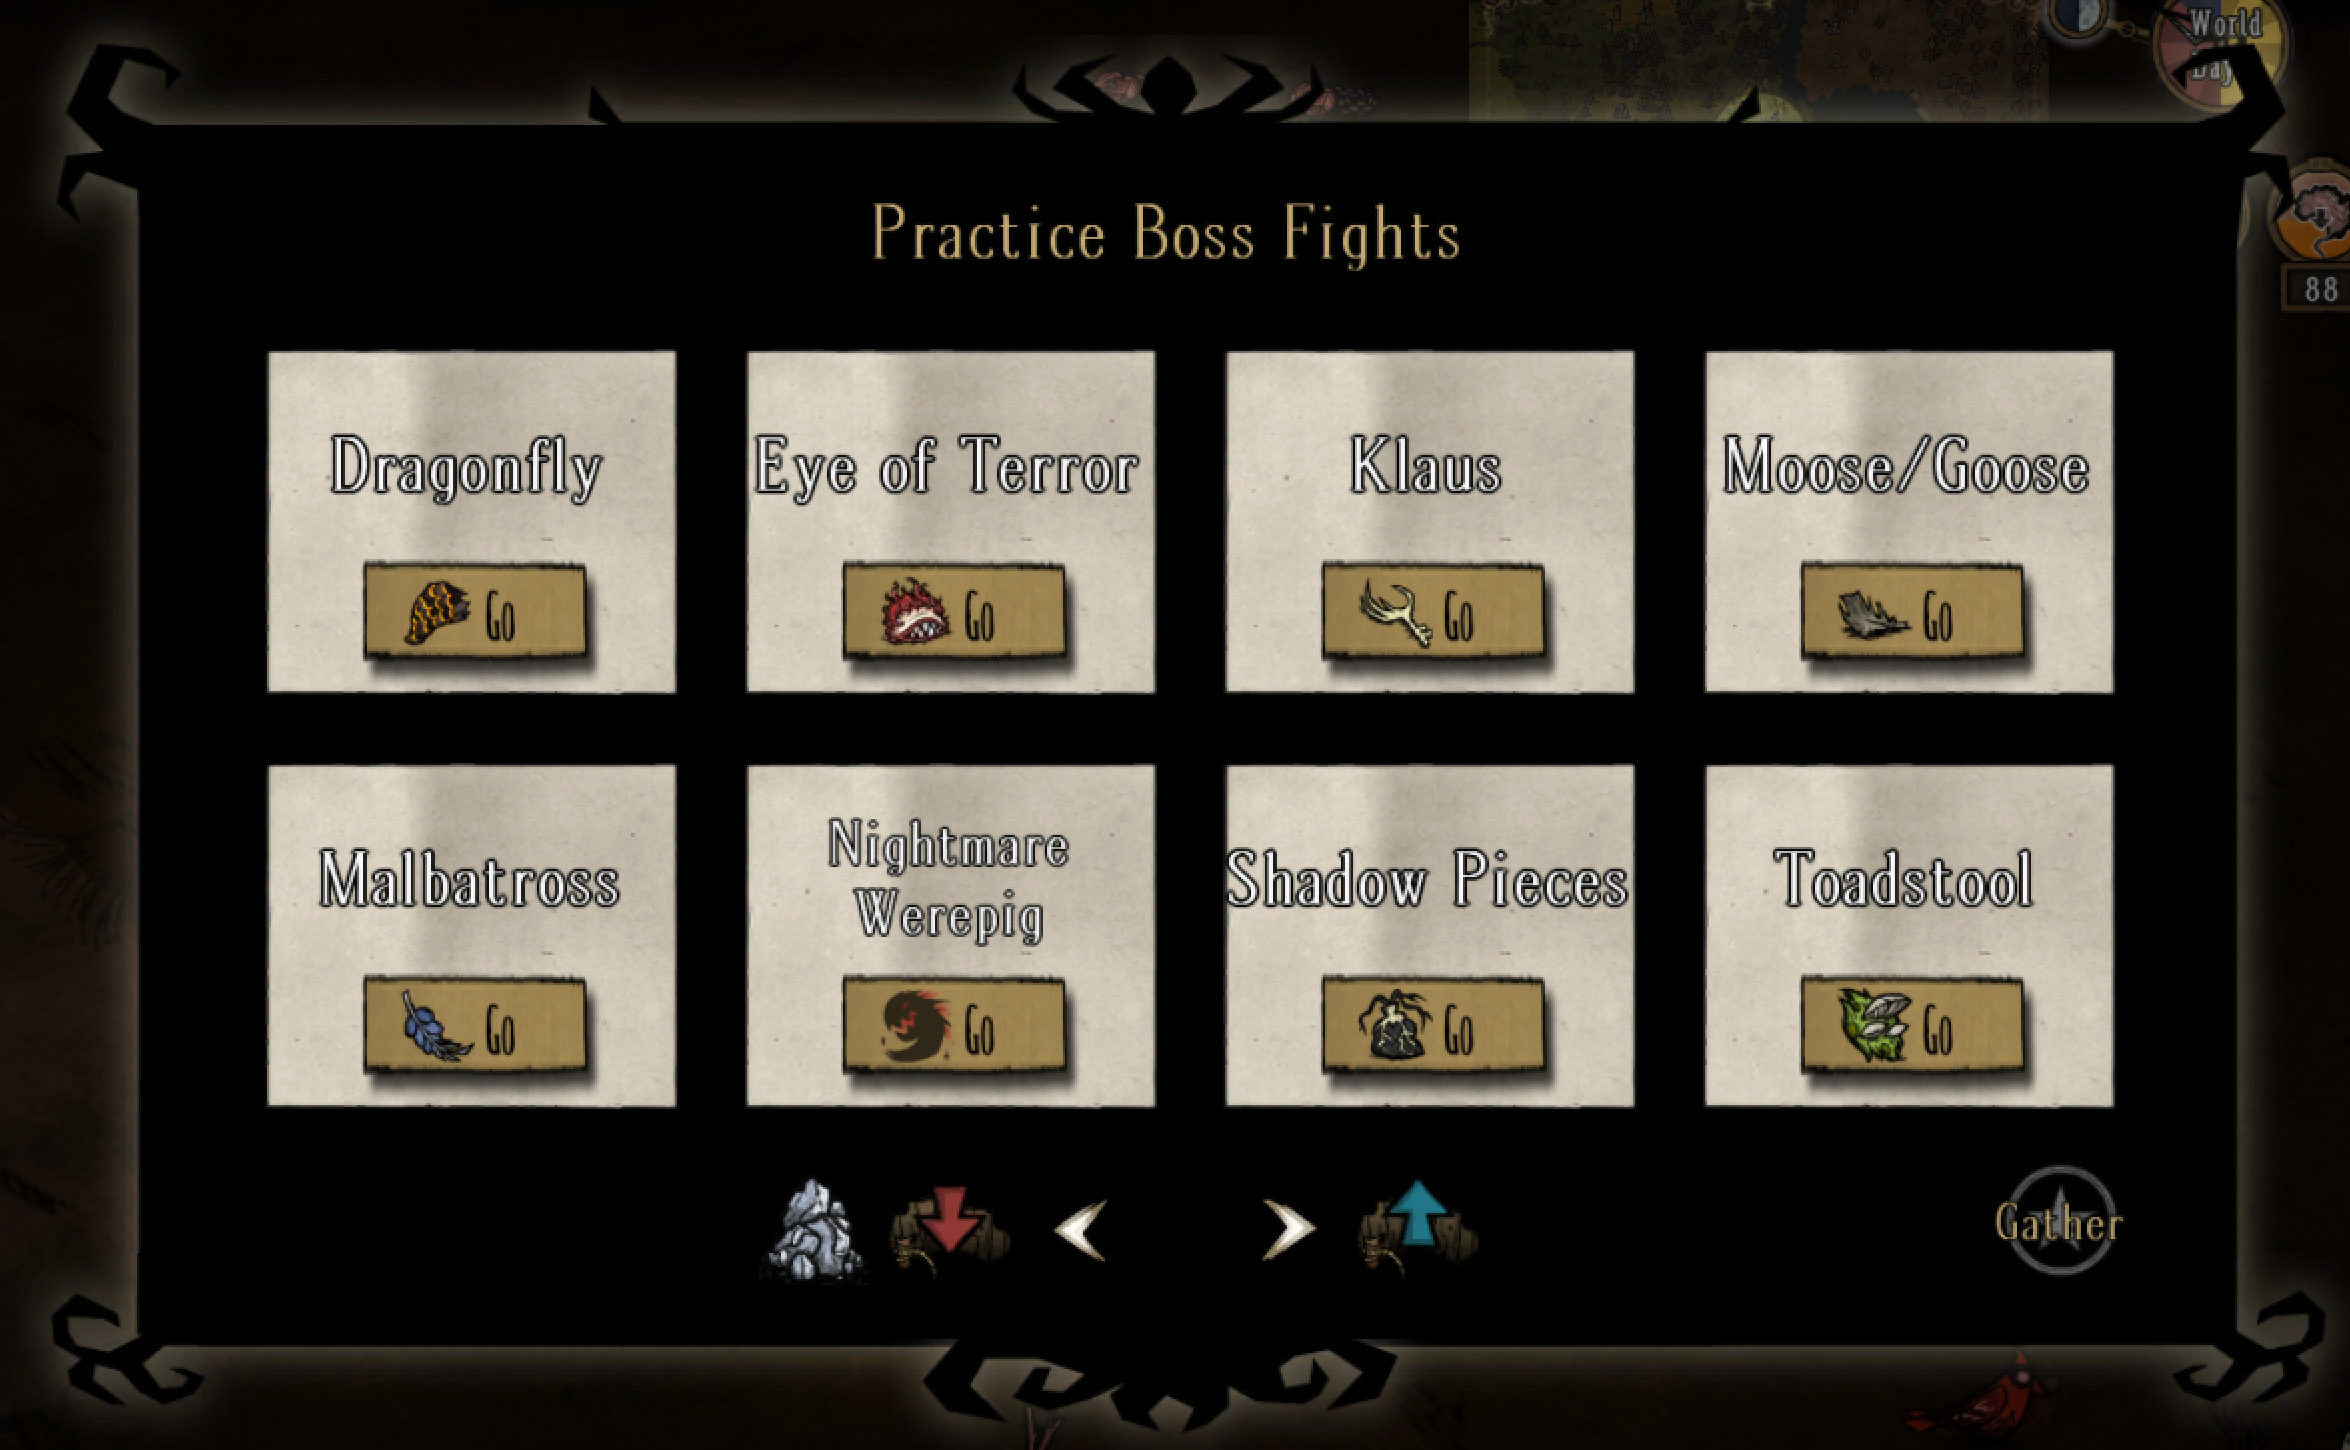 World
Day
Practice Boss Fights
88
Dragonfly
Eye of Terror
Klaus
Moose/Goose
Go
Go
Go
Go
Malbatross
Nightmare
Werepig
Shadow Pieces
Toadstool
Go
Go
Go
Go
Gather